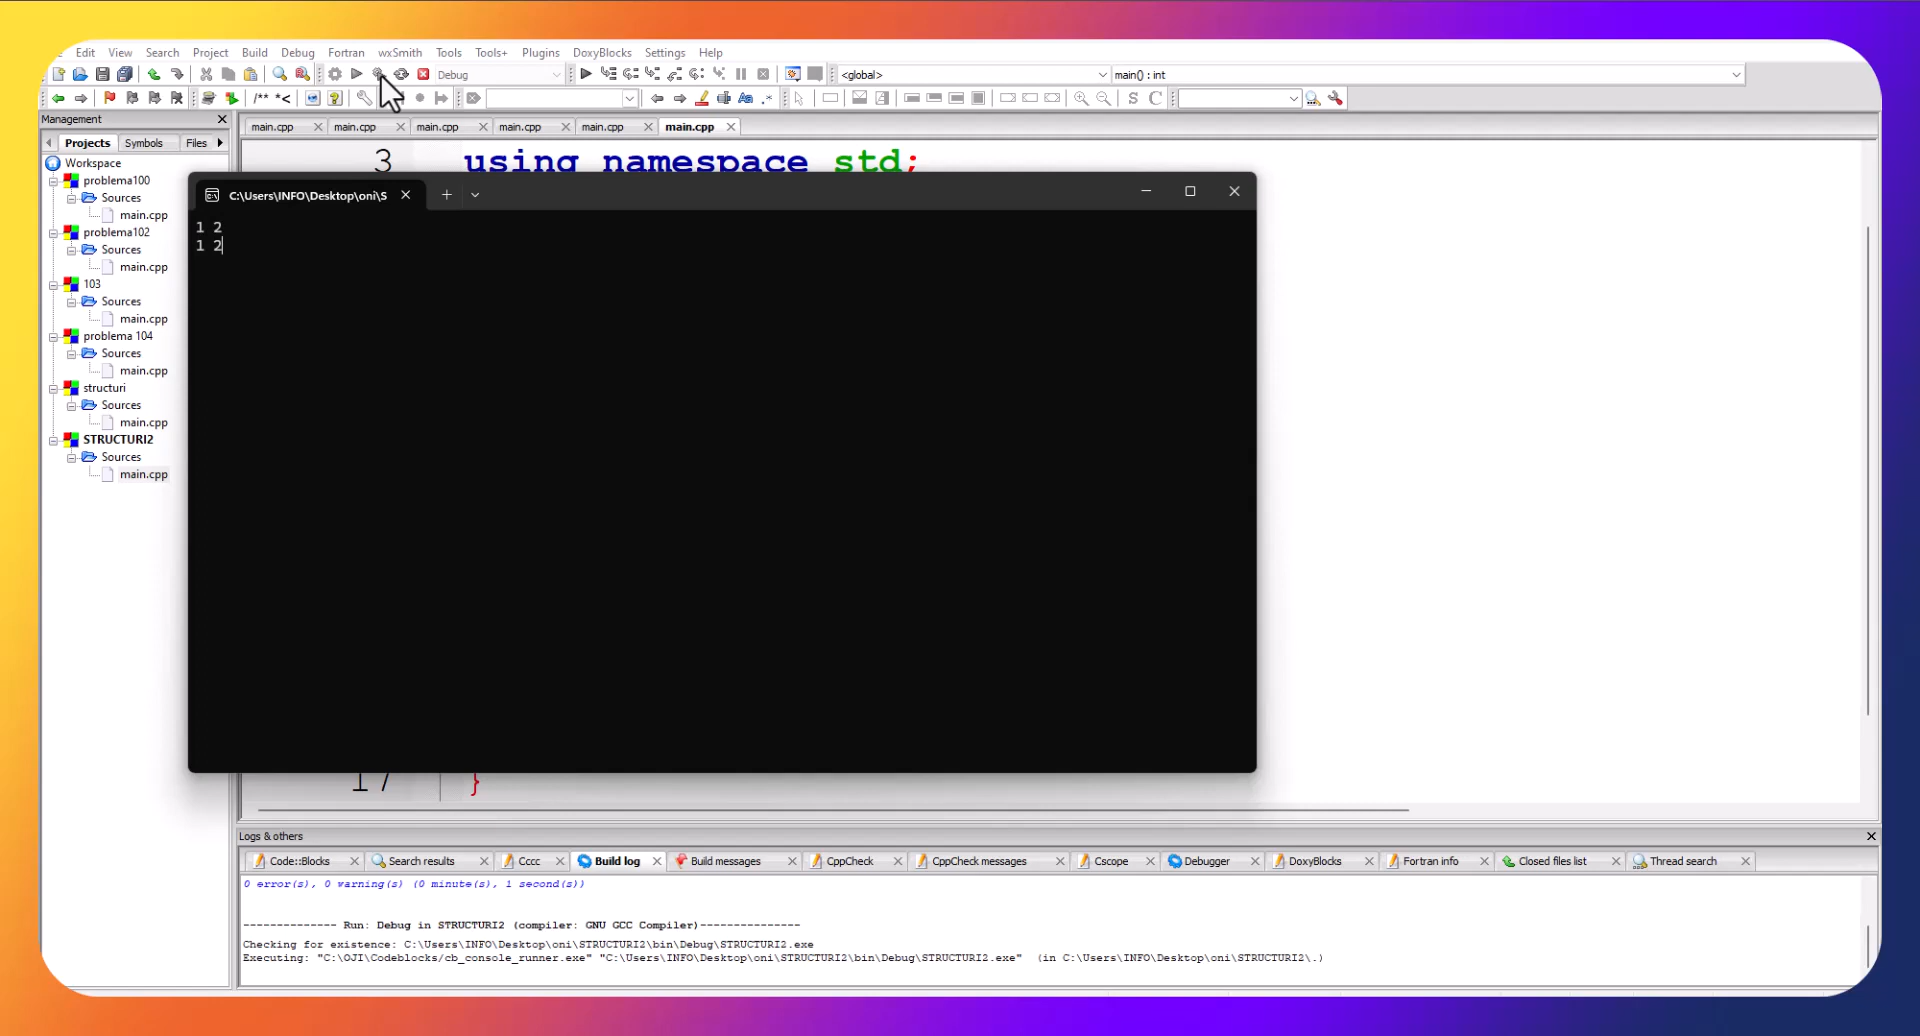 Edit View Search Project Build Debug Fortran wxSmith Tools Tools+ Plugins DoxyBlocks Settings Help
Debug <global> main() : int
/** *< Aa .* S C
Management
main.cpp main.cpp main.cpp main.cpp main.cpp main.cpp
Projects Symbols Files
3 using namespace std;
Workspace
problema100
Sources
main.cpp
problema102
Sources
main.cpp
103
Sources
main.cpp
problema 104
Sources
main.cpp
structuri
Sources
main.cpp
STRUCTURI2
Sources
main.cpp
C:\Users\INFO\Desktop\oni\S
1 2
1 2
17 }
Logs & others
Code::Blocks Search results Cccc Build log Build messages CppCheck CppCheck messages Cscope Debugger DoxyBlocks Fortran info Closed files list Thread search
0 error(s), 0 warning(s) (0 minute(s), 1 second(s))
-------------- Run: Debug in STRUCTURI2 (compiler: GNU GCC Compiler)---------------
Checking for existence: C:\Users\INFO\Desktop\oni\STRUCTURI2\bin\Debug\STRUCTURI2.exe
Executing: "C:\OJI\Codeblocks/cb_console_runner.exe" "C:\Users\INFO\Desktop\oni\STRUCTURI2\bin\Debug\STRUCTURI2.exe" (in C:\Users\INFO\Desktop\oni\STRUCTURI2\.)